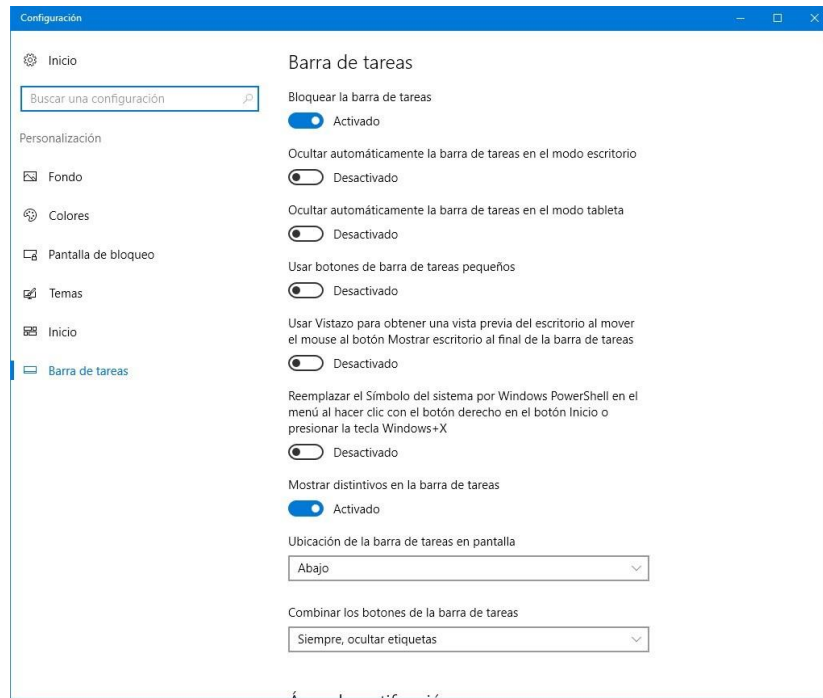 Configuración
Inicio
Buscar una configuración
Personalización
Fondo
Colores
Pantalla de bloqueo
Temas
Inicio
Barra de tareas
Barra de tareas
Bloquear la barra de tareas
Activado
Ocultar automáticamente la barra de tareas en el modo escritorio
Desactivado
Ocultar automáticamente la barra de tareas en el modo tableta
Desactivado
Usar botones de barra de tareas pequeños
Desactivado
Usar Vistazo para obtener una vista previa del escritorio al mover
el mouse al botón Mostrar escritorio al final de la barra de tareas
Desactivado
Reemplazar el Símbolo del sistema por Windows PowerShell en el
menú al hacer clic con el botón derecho en el botón Inicio o
presionar la tecla Windows+X
Desactivado
Mostrar distintivos en la barra de tareas
Activado
Ubicación de la barra de tareas en pantalla
Abajo
Combinar los botones de la barra de tareas
Siempre, ocultar etiquetas